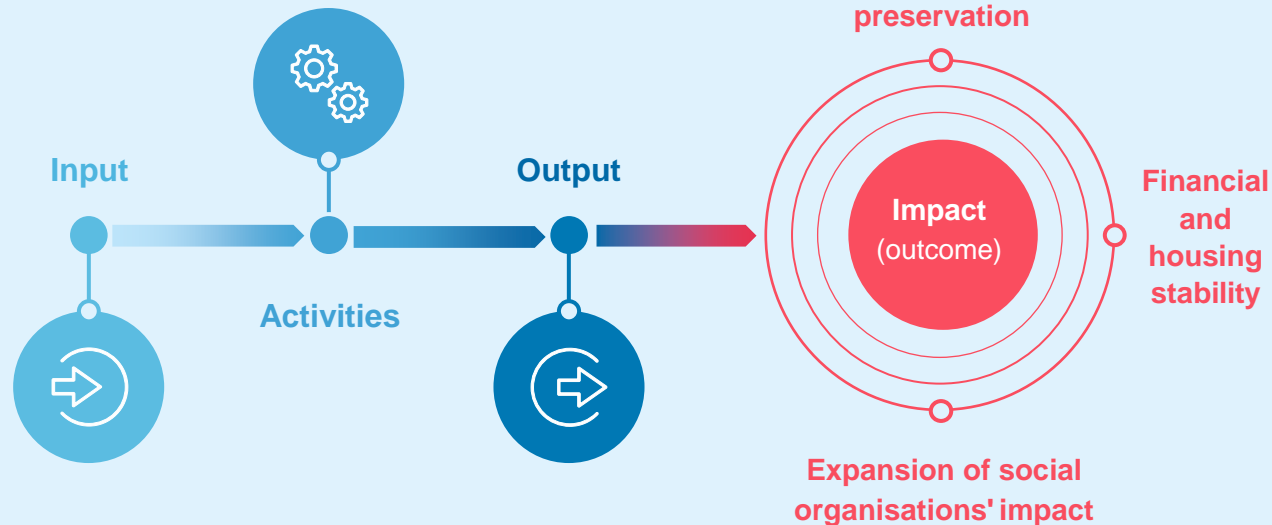 preservation
Input
Output
Activities
Impact
(outcome)
Financial
and
housing
stability
Expansion of social
organisations' impact